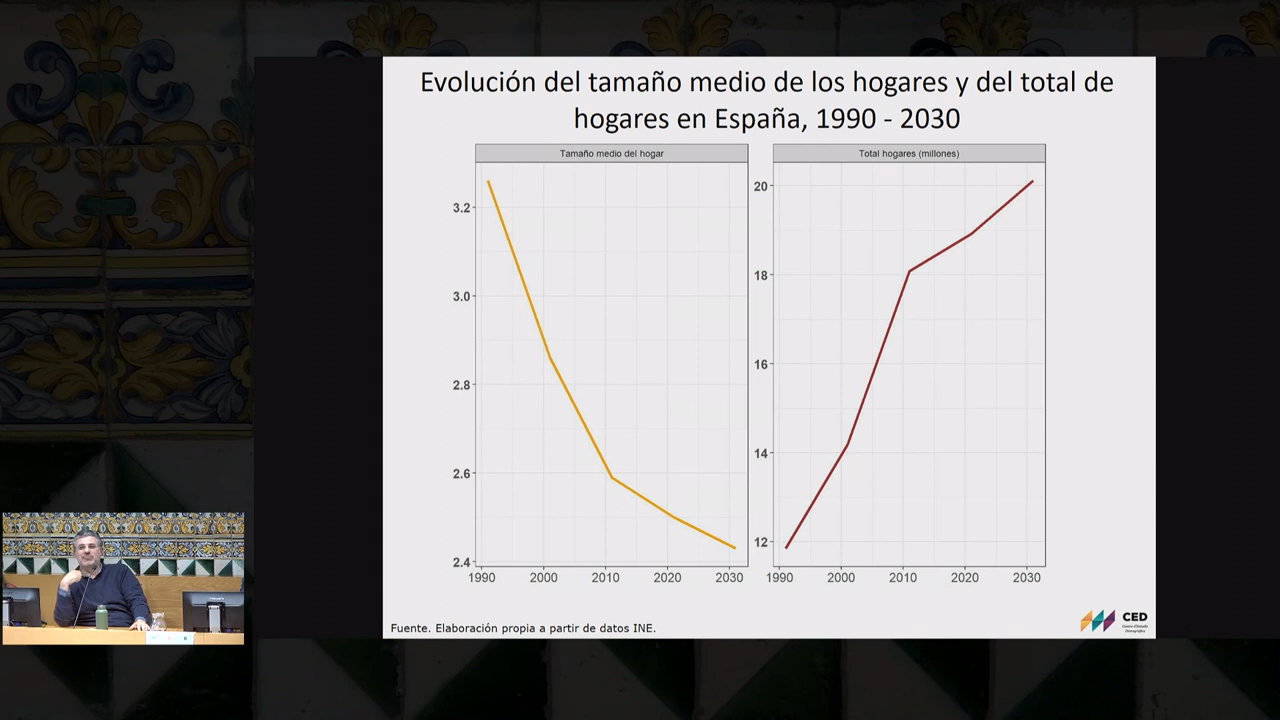 Evolución del tamaño medio de los hogares y del total de
hogares en España, 1990 - 2030
Tamaño medio del hogar
3.2
3.0
2.8
2.6
2.4
1990 2000 2010 2020 2030
Total hogares (millones)
20
18
16
14
12
1990 2000 2010 2020 2030
Fuente. Elaboración propia a partir de datos INE.
CED